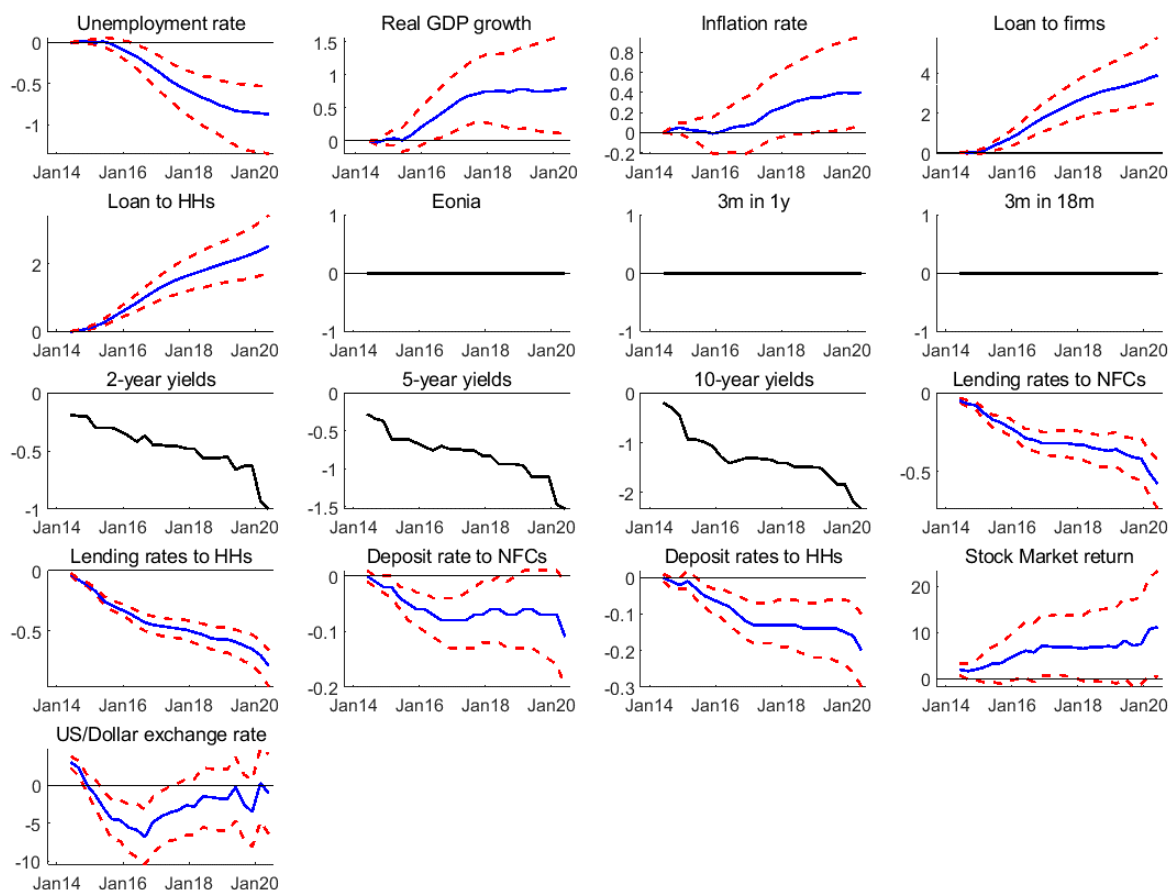 Unemployment rate
0
-0.5
-1
Jan14 Jan16 Jan18 Jan20
Real GDP growth
1.5
1
0.5
0
Jan14 Jan16 Jan18 Jan20
Inflation rate
0.8
0.6
0.4
0.2
0
-0.2
Jan14 Jan16 Jan18 Jan20
Loan to firms
4
2
0
Jan14 Jan16 Jan18 Jan20
Loan to HHs
2
0
Jan14 Jan16 Jan18 Jan20
Eonia
1
0
-1
Jan14 Jan16 Jan18 Jan20
3m in 1y
1
0
-1
Jan14 Jan16 Jan18 Jan20
3m in 18m
1
0
-1
Jan14 Jan16 Jan18 Jan20
2-year yields
0
-0.5
-1
Jan14 Jan16 Jan18 Jan20
5-year yields
0
-0.5
-1
-1.5
Jan14 Jan16 Jan18 Jan20
10-year yields
0
-1
-2
Jan14 Jan16 Jan18 Jan20
Lending rates to NFCs
0
-0.5
Jan14 Jan16 Jan18 Jan20
Lending rates to HHs
0
-0.5
Jan14 Jan16 Jan18 Jan20
Deposit rate to NFCs
0
-0.1
-0.2
Jan14 Jan16 Jan18 Jan20
Deposit rates to HHs
0
-0.1
-0.2
-0.3
Jan14 Jan16 Jan18 Jan20
Stock Market return
20
10
0
Jan14 Jan16 Jan18 Jan20
US/Dollar exchange rate
0
-5
-10
Jan14 Jan16 Jan18 Jan20